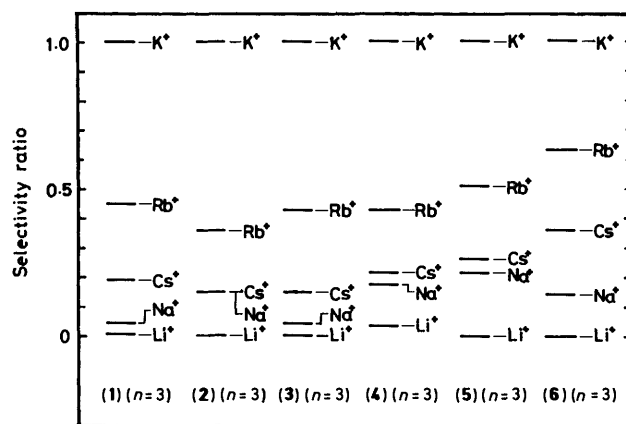 Selectivity ratio
1.0
0.5
0
K⁺
Rb⁺
Cs⁺
Na⁺
Li⁺
(1) (n=3)
K⁺
Rb⁺
Cs⁺
Na⁺
Li⁺
(2) (n=3)
K⁺
Rb⁺
Cs⁺
Na⁺
Li⁺
(3) (n=3)
K⁺
Rb⁺
Cs⁺
Na⁺
Li⁺
(4) (n=3)
K⁺
Rb⁺
Cs⁺
Na⁺
Li⁺
(5) (n=3)
K⁺
Rb⁺
Cs⁺
Na⁺
Li⁺
(6) (n=3)